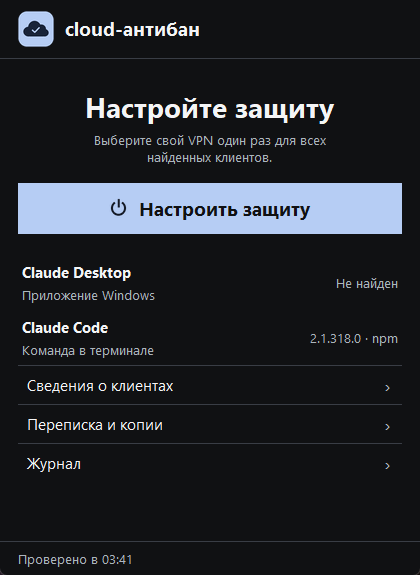 cloud-антибан
Настройте защиту
Выберите свой VPN один раз для всех
найденных клиентов.
Настроить защиту
Claude Desktop
Не найден
Приложение Windows
Claude Code
2.1.318.0 · npm
Команда в терминале
Сведения о клиентах
Переписка и копии
Журнал
Проверено в 03:41